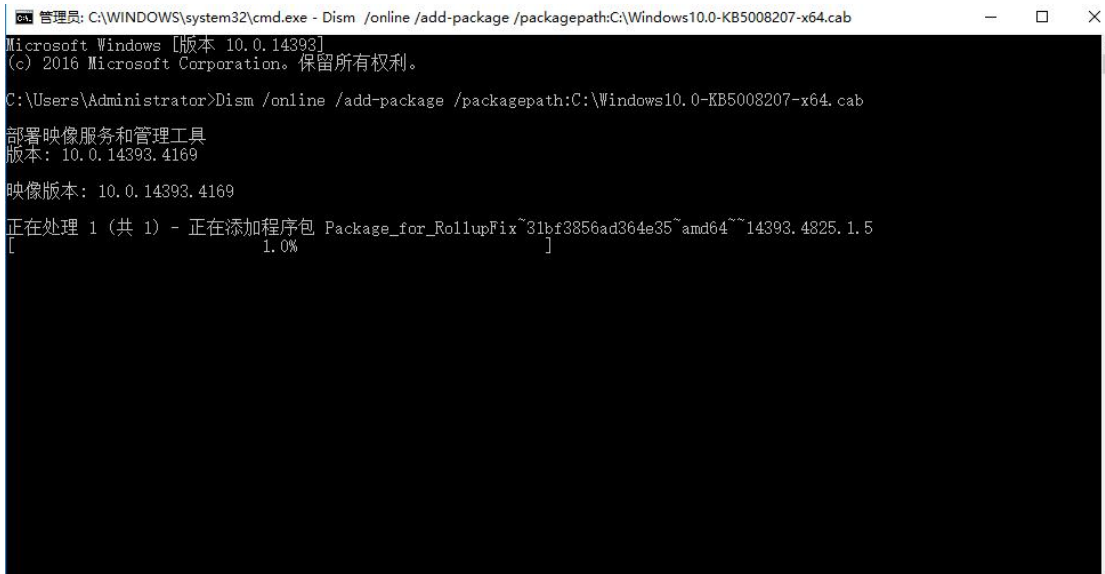 管理员: C:\WINDOWS\system32\cmd.exe - Dism /online /add-package /packagepath:C:\Windows10.0-KB5008207-x64.cab
Microsoft Windows [版本 10.0.14393]
(c) 2016 Microsoft Corporation。保留所有权利。
C:\Users\Administrator>Dism /online /add-package /packagepath:C:\Windows10.0-KB5008207-x64.cab
部署映像服务和管理工具
版本: 10.0.14393.4169
映像版本: 10.0.14393.4169
正在处理 1 (共 1) - 正在添加程序包 Package_for_RollupFix~31bf3856ad364e35~amd64~~14393.4825.1.5
[ 1.0% ]